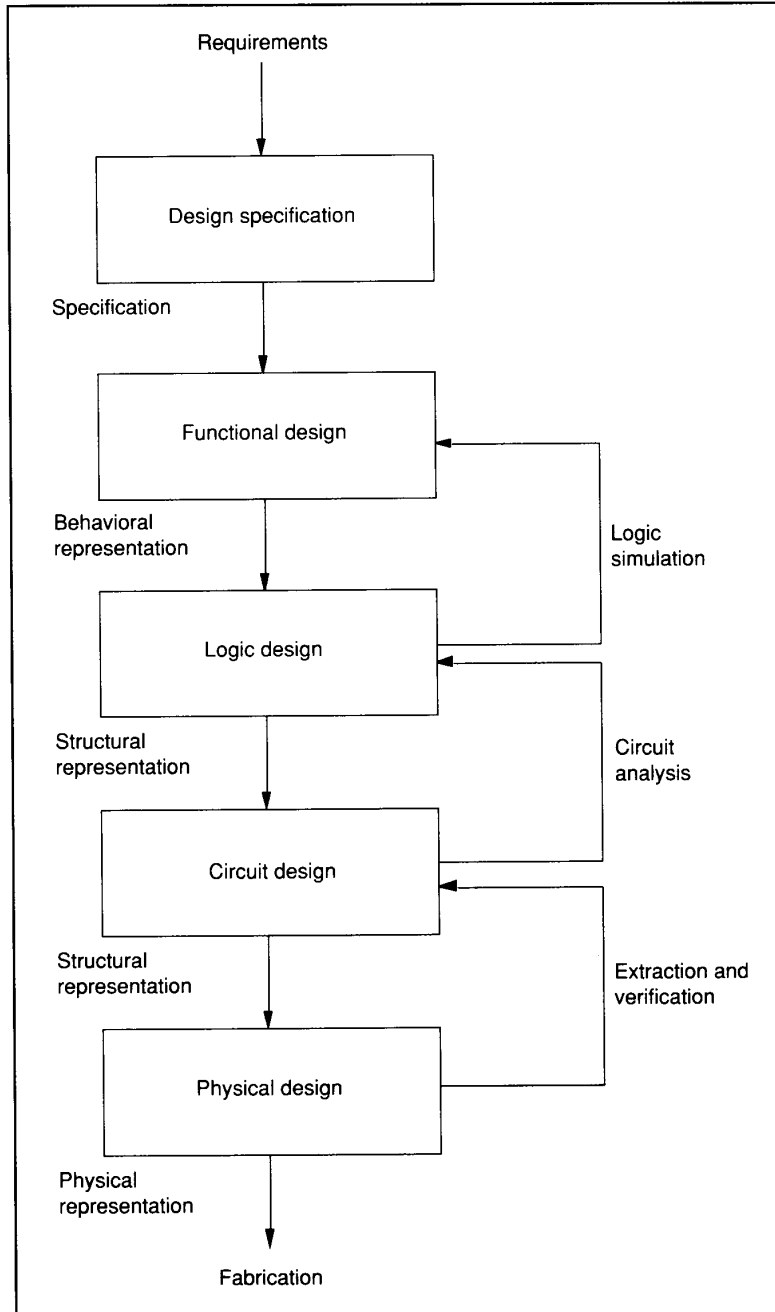 Requirements
Design specification
Specification
Functional design
Behavioral
representation
Logic
simulation
Logic design
Structural
representation
Circuit
analysis
Circuit design
Structural
representation
Extraction and
verification
Physical design
Physical
representation
Fabrication